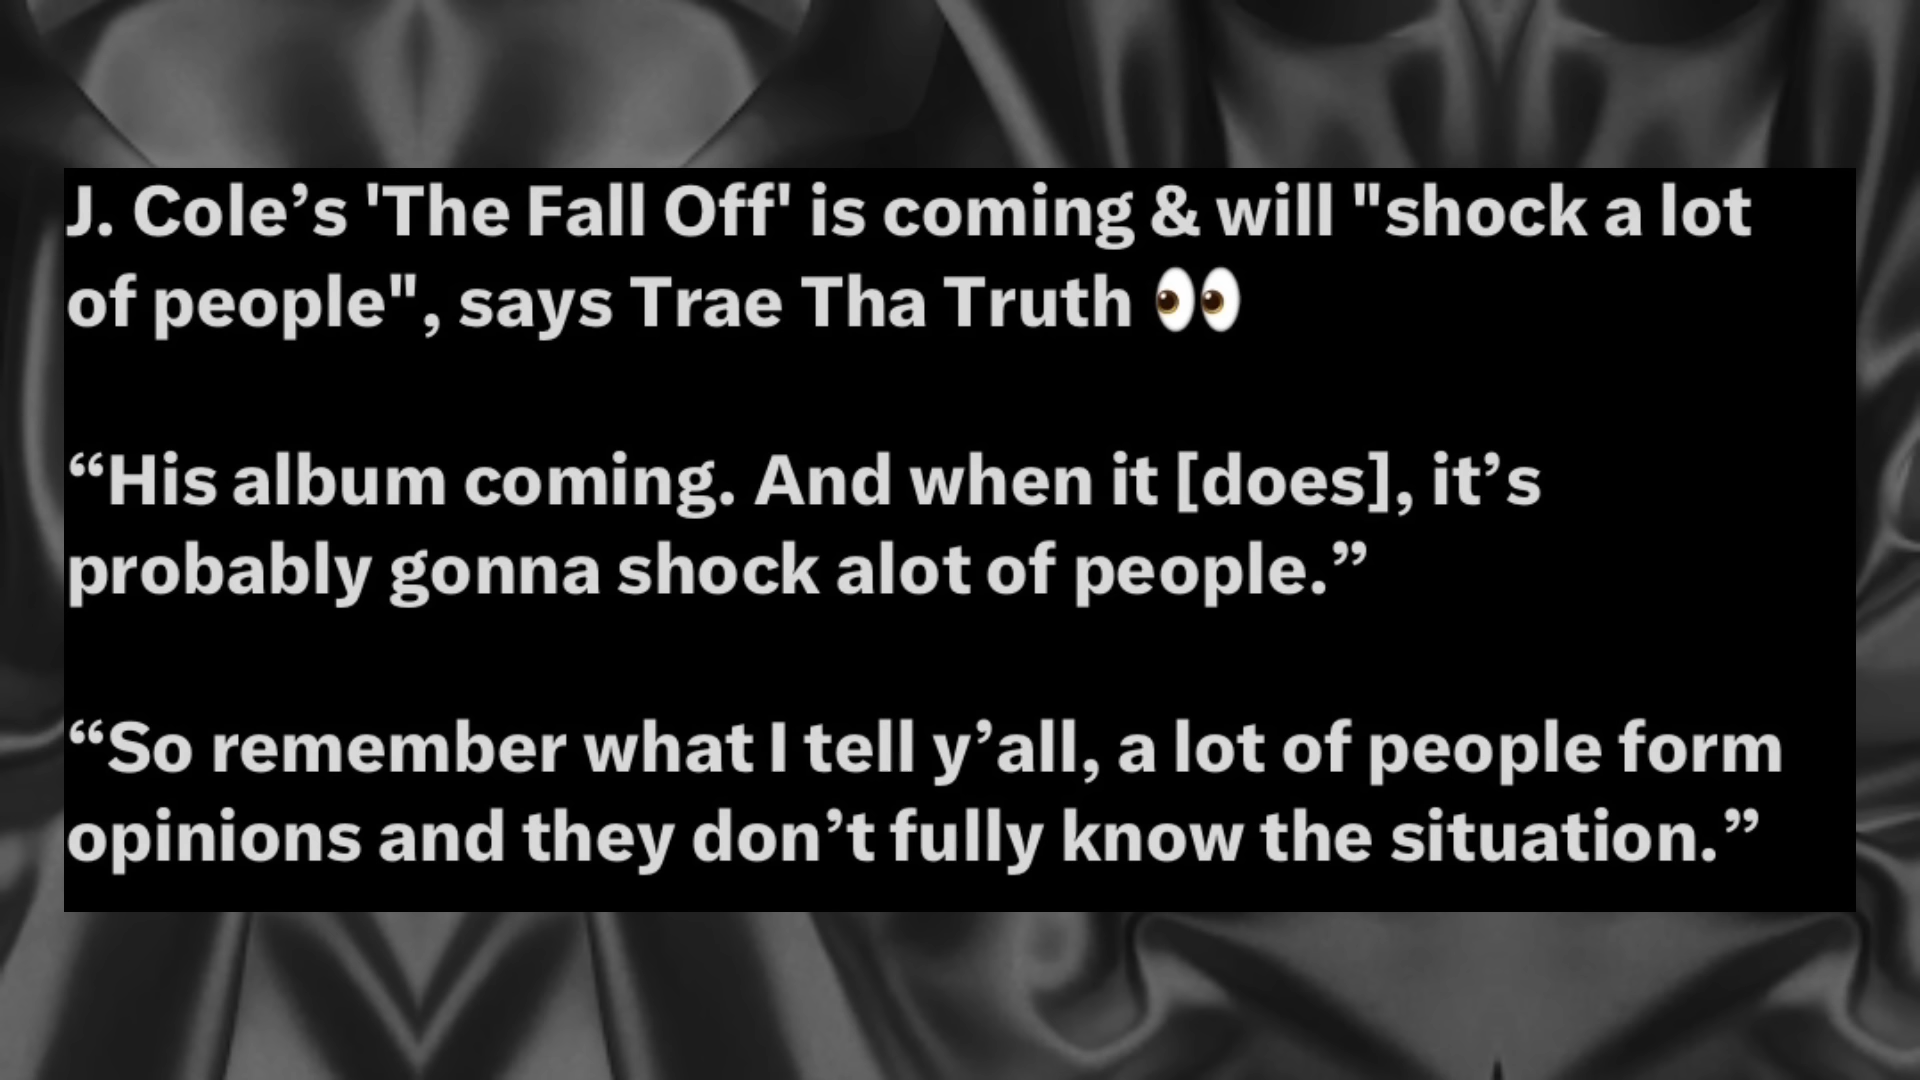 J. Cole’s 'The Fall Off' is coming & will "shock a lot
of people", says Trae Tha Truth 👀
“His album coming. And when it [does], it’s
probably gonna shock alot of people.”
“So remember what I tell y’all, a lot of people form
opinions and they don’t fully know the situation.”